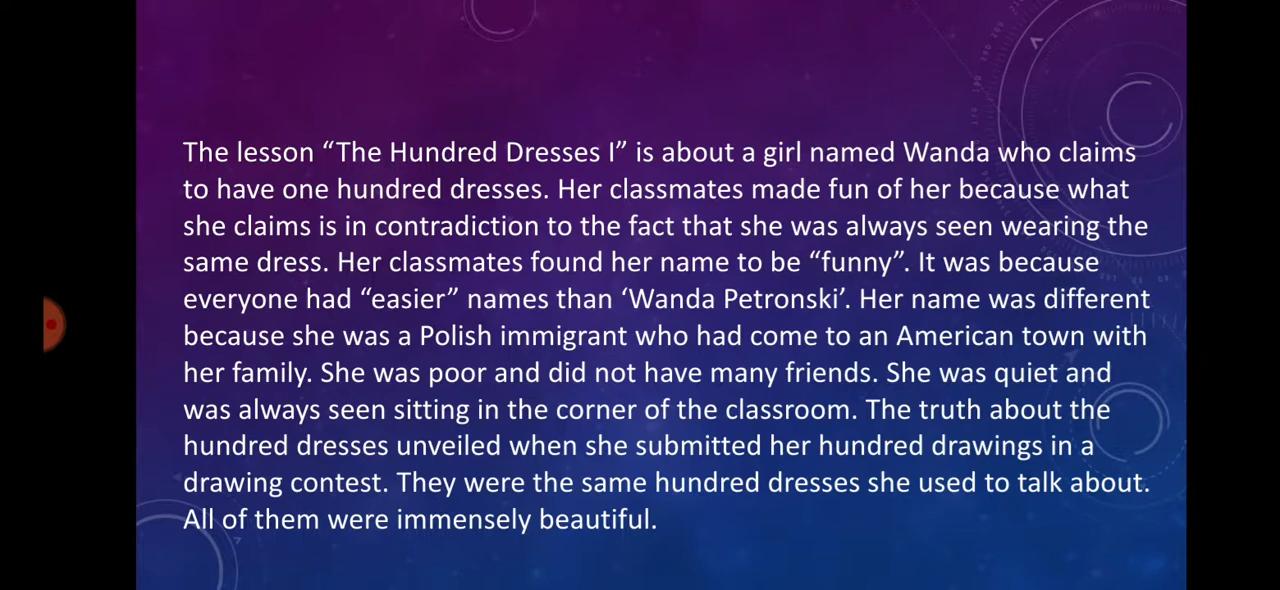 The lesson “The Hundred Dresses I” is about a girl named Wanda who claims
to have one hundred dresses. Her classmates made fun of her because what
she claims is in contradiction to the fact that she was always seen wearing the
same dress. Her classmates found her name to be “funny”. It was because
everyone had “easier” names than ‘Wanda Petronski’. Her name was different
because she was a Polish immigrant who had come to an American town with
her family. She was poor and did not have many friends. She was quiet and
was always seen sitting in the corner of the classroom. The truth about the
hundred dresses unveiled when she submitted her hundred drawings in a
drawing contest. They were the same hundred dresses she used to talk about.
All of them were immensely beautiful.